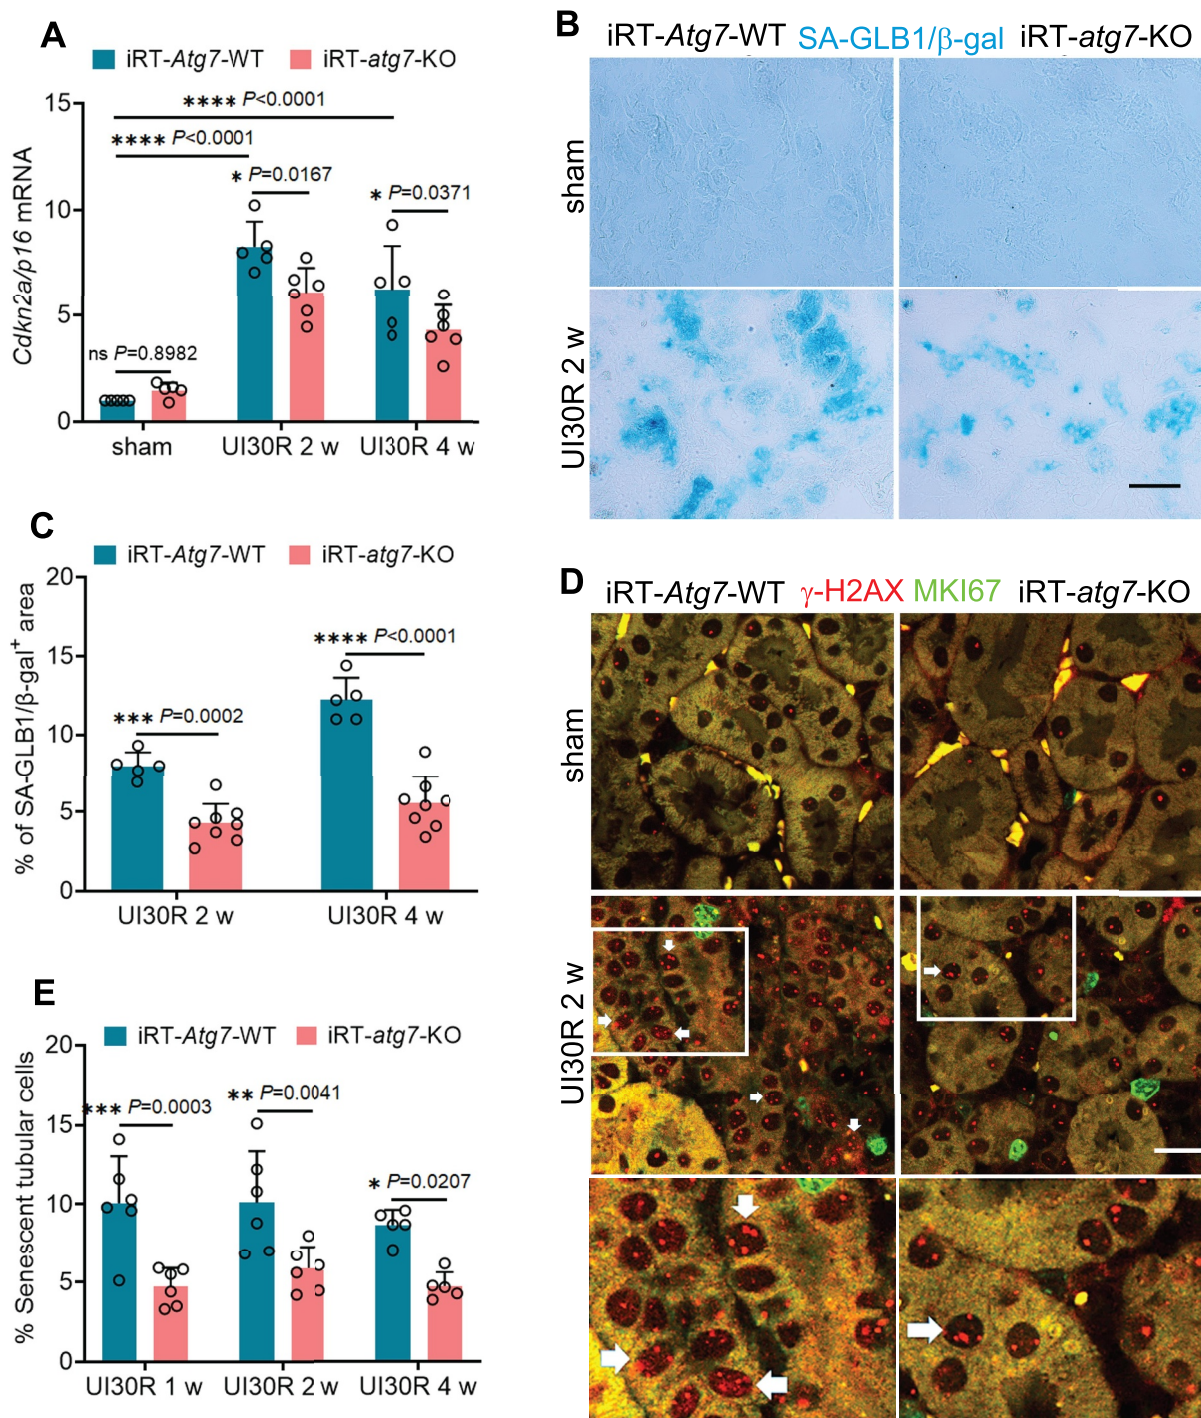 A
iRT-Atg7-WT iRT-atg7-KO
Cdkn2a/p16 mRNA
15
10
5
0
**** P<0.0001
**** P<0.0001
* P=0.0167
* P=0.0371
ns P=0.8982
sham UI30R 2 w UI30R 4 w
B
iRT-Atg7-WT SA-GLB1/β-gal iRT-atg7-KO
sham
UI30R 2 w
C
iRT-Atg7-WT iRT-atg7-KO
% of SA-GLB1/β-gal+ area
20
15
10
5
0
**** P<0.0001
*** P=0.0002
UI30R 2 w UI30R 4 w
D
iRT-Atg7-WT γ-H2AX MKI67 iRT-atg7-KO
sham
UI30R 2 w
E
iRT-Atg7-WT iRT-atg7-KO
% Senescent tubular cells
20
15
10
5
0
*** P=0.0003
** P=0.0041
* P=0.0207
UI30R 1 w UI30R 2 w UI30R 4 w